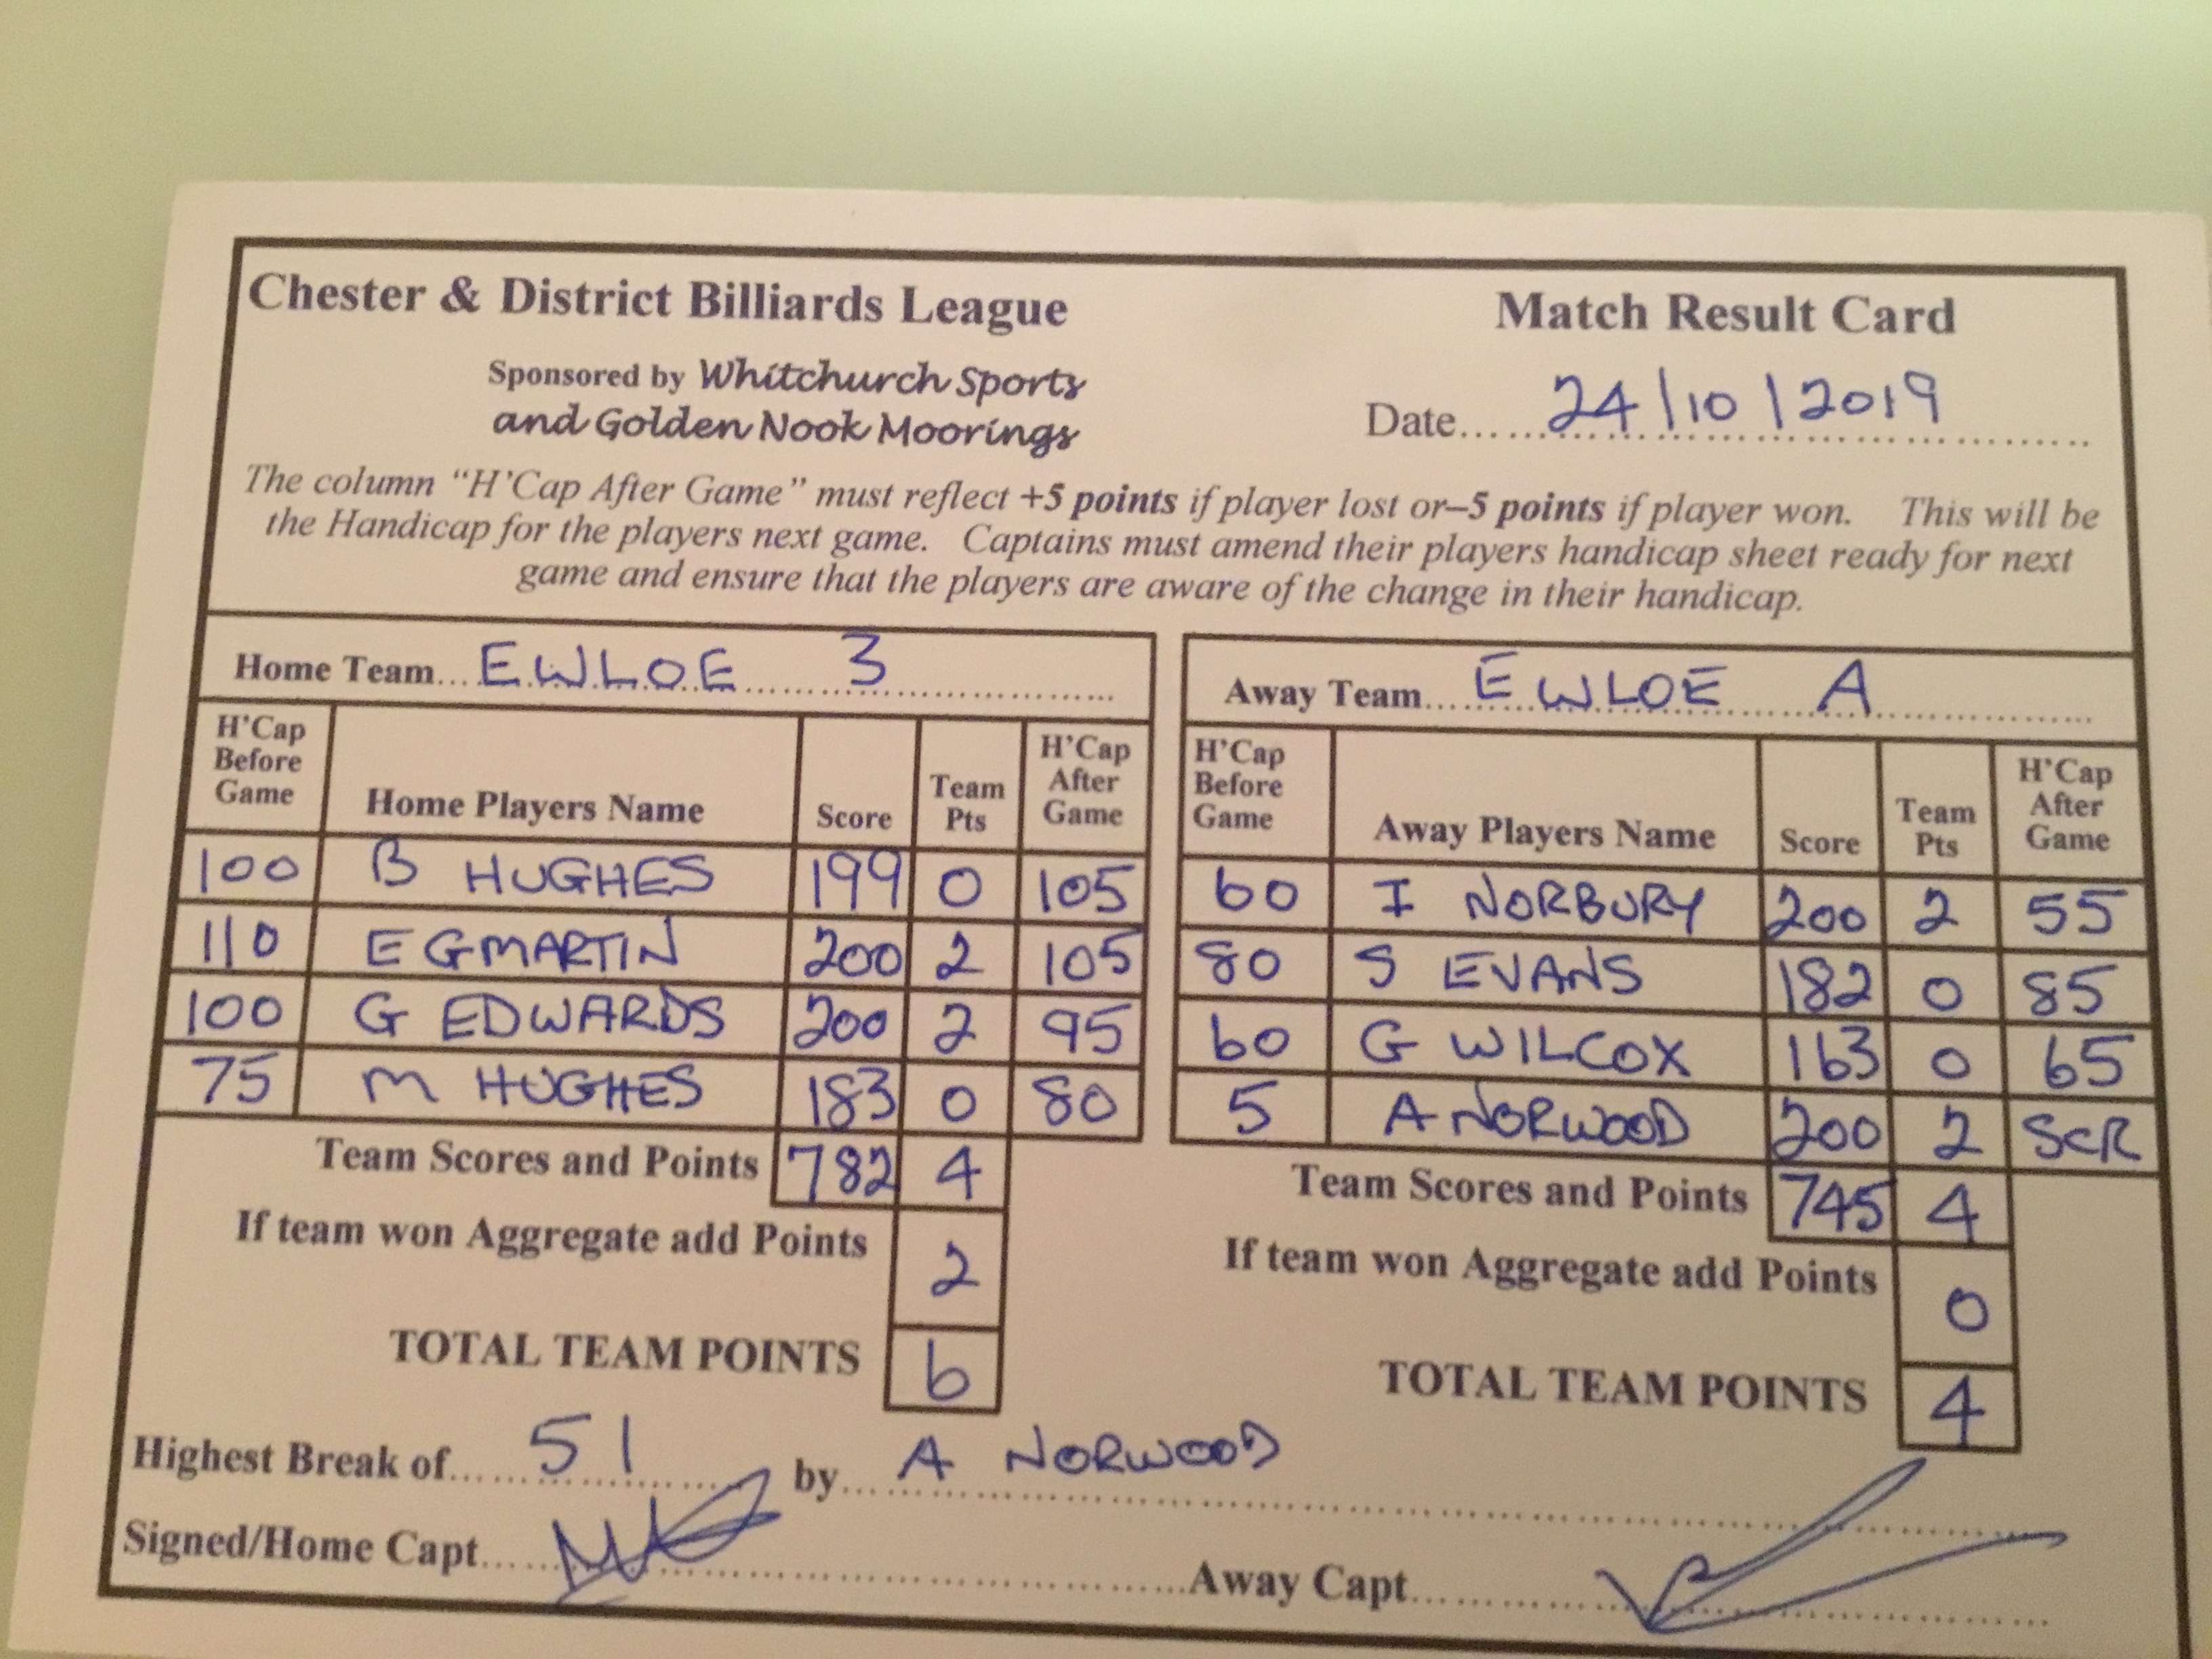 Chester & District Billiards League
Match Result Card
Sponsored by Whitchurch Sports
and Golden Nook Moorings
Date 24/10/2019
The column "H'Cap After Game" must reflect +5 points if player lost or–5 points if player won. This will be
the Handicap for the players next game. Captains must amend their players handicap sheet ready for next
game and ensure that the players are aware of the change in their handicap.
Home Team EWLOE 3
H'Cap Before Game Home Players Name Score Team Pts H'Cap After Game
100 B HUGHES 199 0 105
110 E G MARTIN 200 2 105
100 G EDWARDS 200 2 95
75 M HUGHES 183 0 80
Team Scores and Points 782 4
If team won Aggregate add Points 2
TOTAL TEAM POINTS 6
Away Team EWLOE A
H'Cap Before Game Away Players Name Score Team Pts H'Cap After Game
60 I NORBURY 200 2 55
80 S EVANS 182 0 85
60 G WILCOX 163 0 65
5 A NORWOOD 200 2 SCR
Team Scores and Points 745 4
If team won Aggregate add Points 0
TOTAL TEAM POINTS 4
Highest Break of 51 by A NORWOOD
Signed/Home Capt
Away Capt